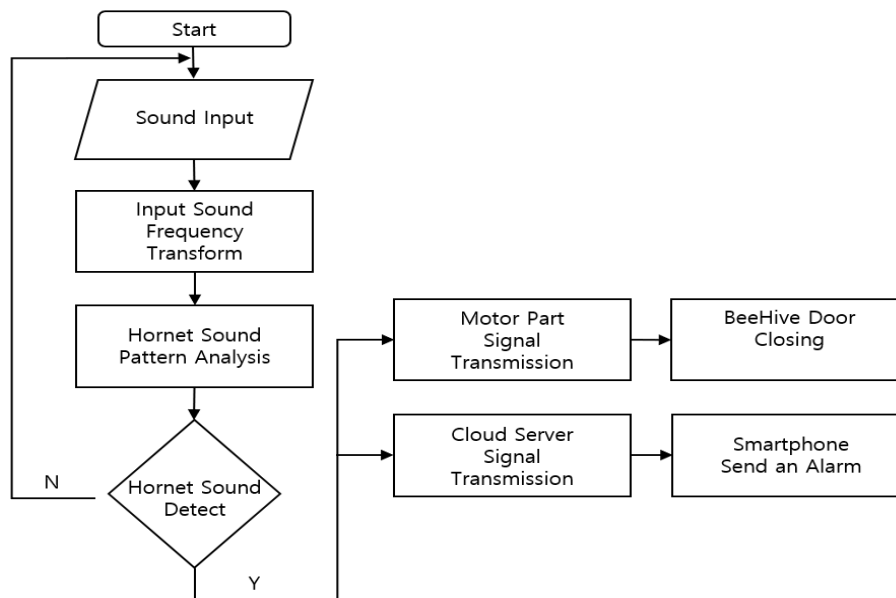 Start
Sound Input
Input Sound
Frequency
Transform
Hornet Sound
Pattern Analysis
Hornet Sound
Detect
N
Y
Motor Part
Signal
Transmission
BeeHive Door
Closing
Cloud Server
Signal
Transmission
Smartphone
Send an Alarm